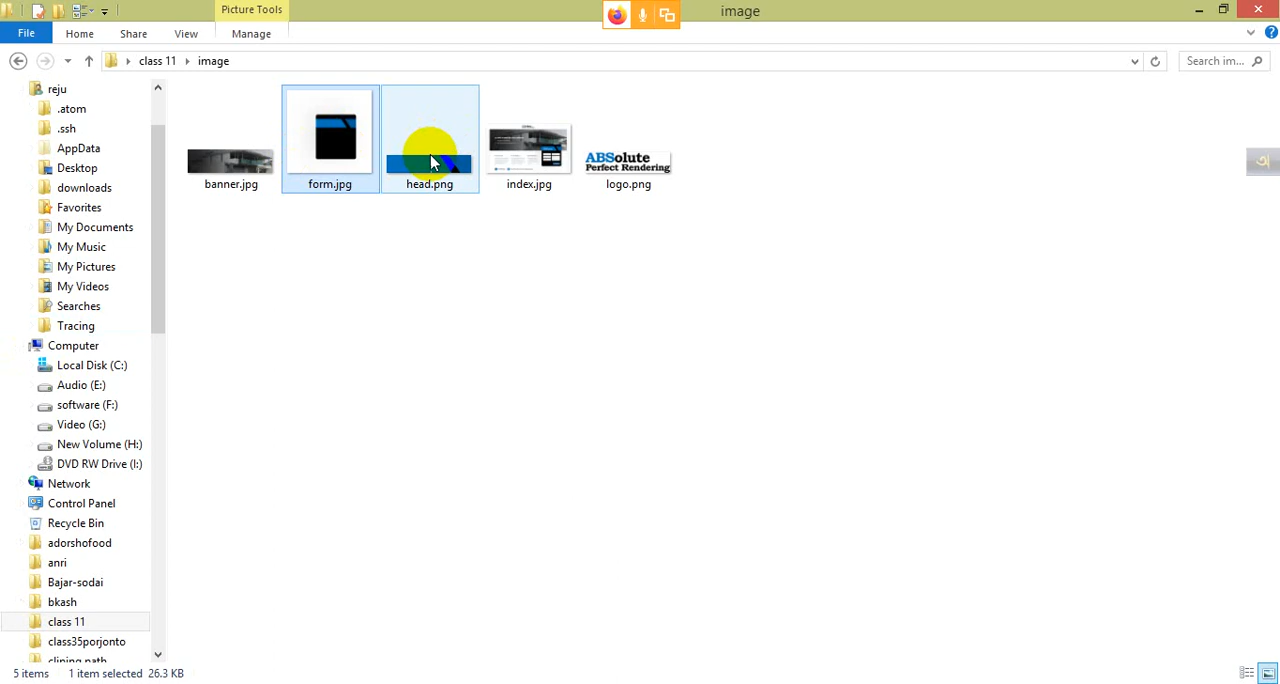 Picture Tools
image
File
Home
Share
View
Manage
class 11
image
Search im...
reju
.atom
.ssh
AppData
Desktop
downloads
Favorites
My Documents
My Music
My Pictures
My Videos
Searches
Tracing
Computer
Local Disk (C:)
Audio (E:)
software (F:)
Video (G:)
New Volume (H:)
DVD RW Drive (I:)
Network
Control Panel
Recycle Bin
adorshofood
anri
Bajar-sodai
bkash
class 11
class35porjonto
clining path
ABSolute
Perfect Rendering
banner.jpg
form.jpg
head.png
index.jpg
logo.png
5 items
1 item selected
26.3 KB